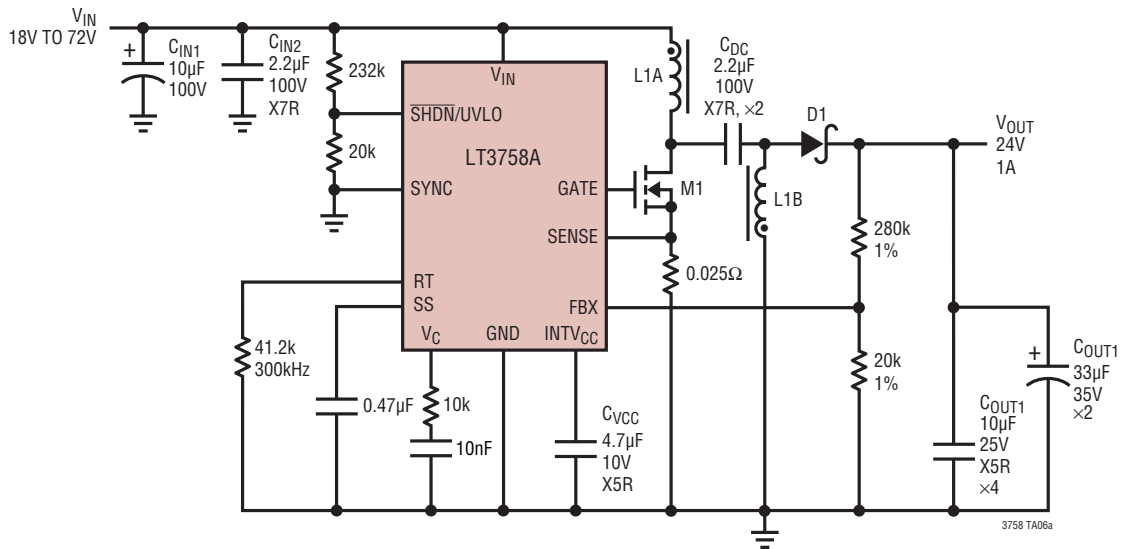 VIN
18V TO 72V
CIN1
10µF
100V
CIN2
2.2µF
100V
X7R
232k
20k
VIN
SHDN/UVLO
LT3758A
SYNC
GATE
SENSE
RT
SS
FBX
VC
GND
INTVCC
L1A
CDC
2.2µF
100V
X7R, ×2
D1
M1
L1B
0.025Ω
VOUT
24V
1A
280k
1%
20k
1%
41.2k
300kHz
0.47µF
10k
10nF
CVCC
4.7µF
10V
X5R
COUT1
10µF
25V
X5R
×4
COUT1
33µF
35V
×2
3758 TA06a